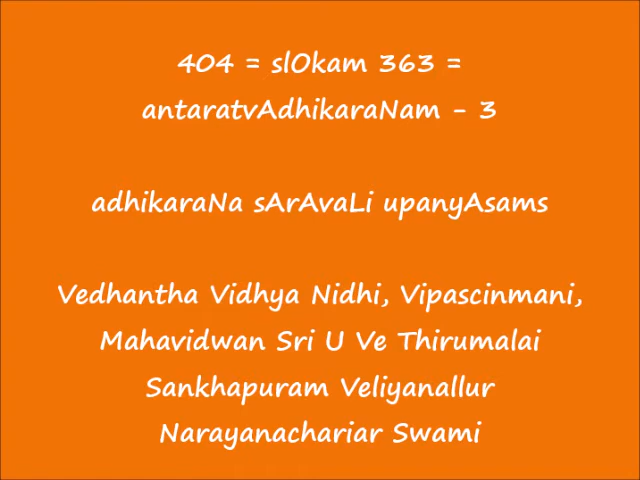 404 = slOkam 363 =
antaratvAdhikaraNam - 3
adhikaraNa sArAvaLi upanyAsams
Vedhantha Vidhya Nidhi, Vipascinmani,
Mahavidwan Sri U Ve Thirumalai
Sankhapuram Veliyanallur
Narayanachariar Swami